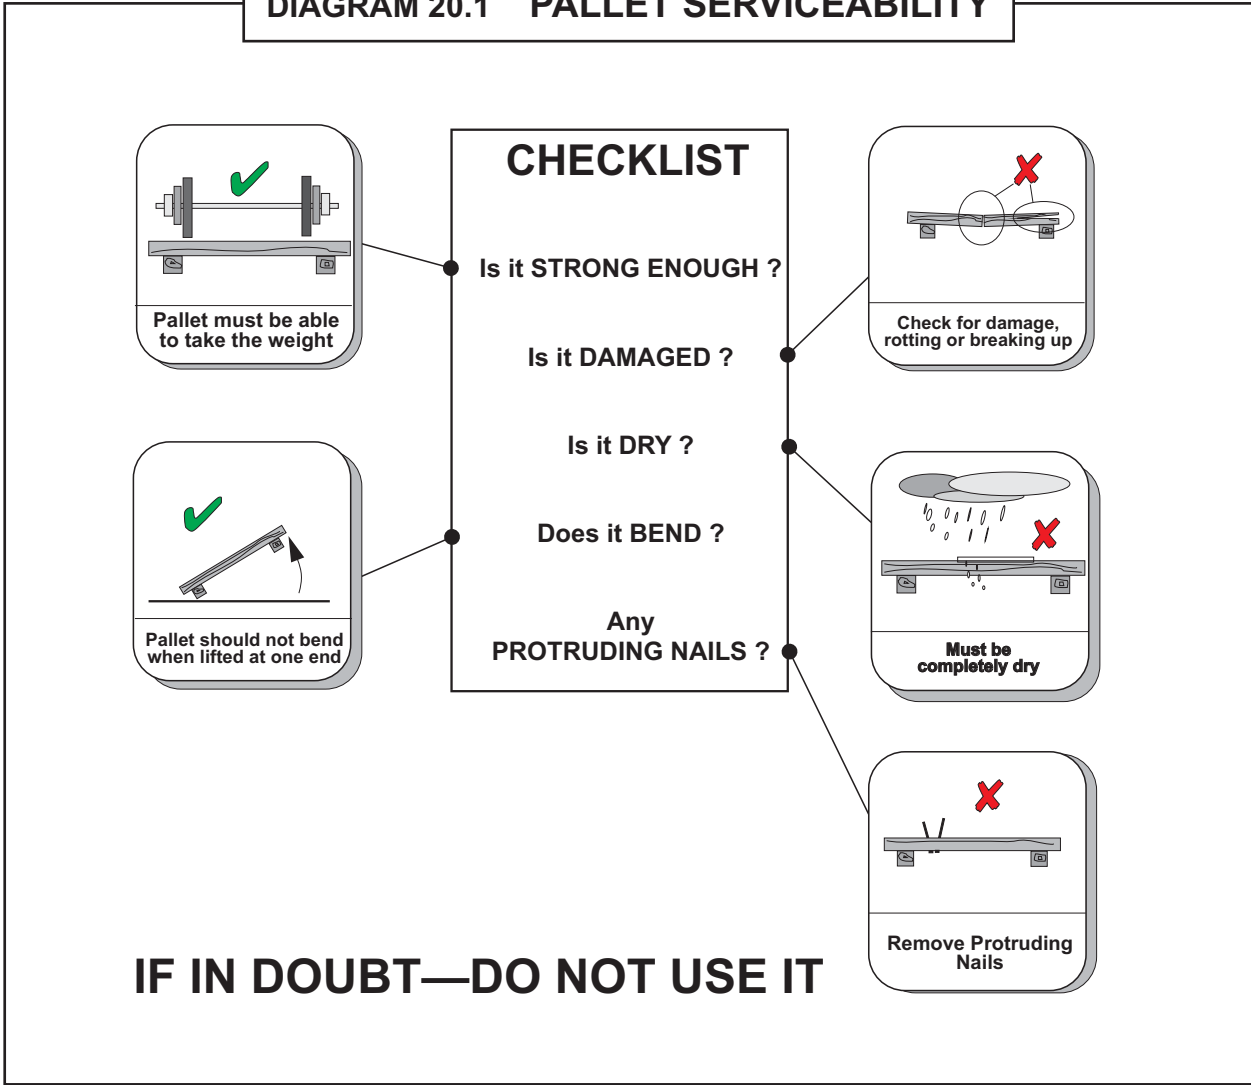 DIAGRAM 20.1 PALLET SERVICEABILITY
CHECKLIST
Is it STRONG ENOUGH ?
Is it DAMAGED ?
Is it DRY ?
Does it BEND ?
Any
PROTRUDING NAILS ?
Pallet must be able
to take the weight
Pallet should not bend
when lifted at one end
Check for damage,
rotting or breaking up
Must be
completely dry
Remove Protruding
Nails
IF IN DOUBT—DO NOT USE IT